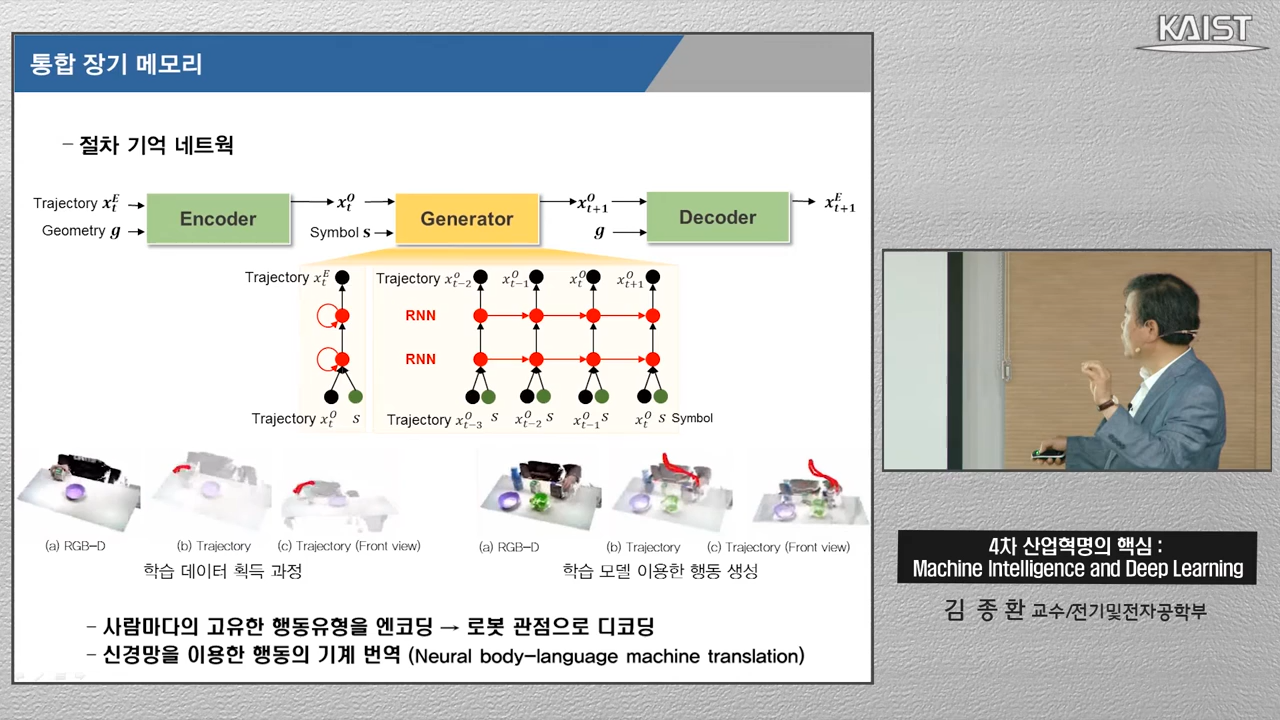 KAIST
통합 장기 메모리
– 절차 기억 네트웍
Trajectory x_t^E
Geometry g
Encoder
x_t^O
Symbol s
Generator
x_{t+1}^O
g
Decoder
x_{t+1}^E
Trajectory x_t^E
Trajectory x_{t-2}^o x_{t-1}^O x_t^O x_{t+1}^O
RNN
RNN
Trajectory x_t^O S
Trajectory x_{t-3}^O S x_{t-2}^O S x_{t-1}^O S x_t^O S Symbol
(a) RGB-D (b) Trajectory (c) Trajectory (Front view)
학습 데이터 획득 과정
(a) RGB-D (b) Trajectory (c) Trajectory (Front view)
학습 모델 이용한 행동 생성
– 사람마다의 고유한 행동유형을 엔코딩 → 로봇 관점으로 디코딩
– 신경망을 이용한 행동의 기계 번역 (Neural body-language machine translation)
4차 산업혁명의 핵심 :
Machine Intelligence and Deep Learning
김 종 환 교수/전기및전자공학부